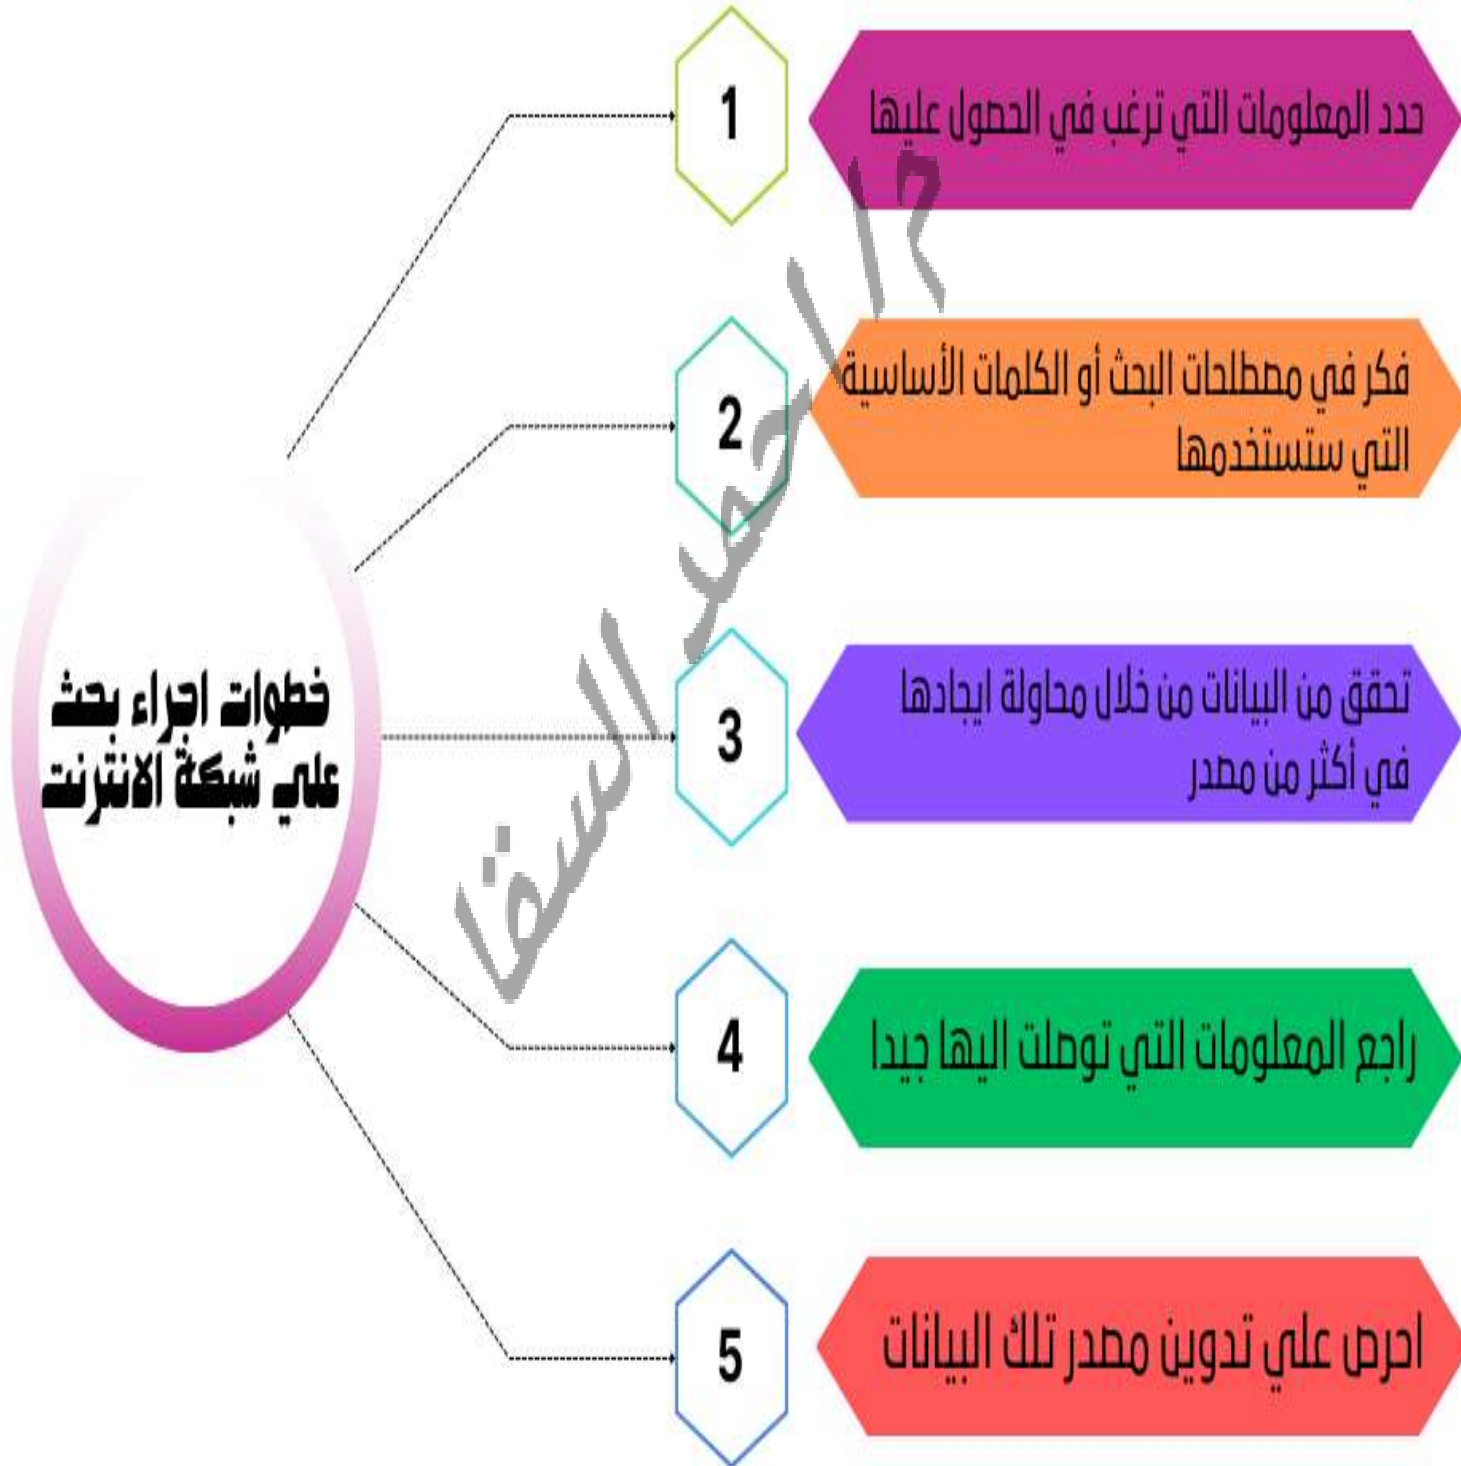 خطوات اجراء بحث
علي شبكة الانترنت
1
حدد المعلومات التي ترغب في الحصول عليها
2
فكر في مصطلحات البحث أو الكلمات الأساسية
التي ستستخدمها
3
تحقق من البيانات من خلال محاولة ايجادها
في أكثر من مصدر
4
راجع المعلومات التي توصلت اليها جيدا
5
احرص علي تدوين مصدر تلك البيانات
السقا